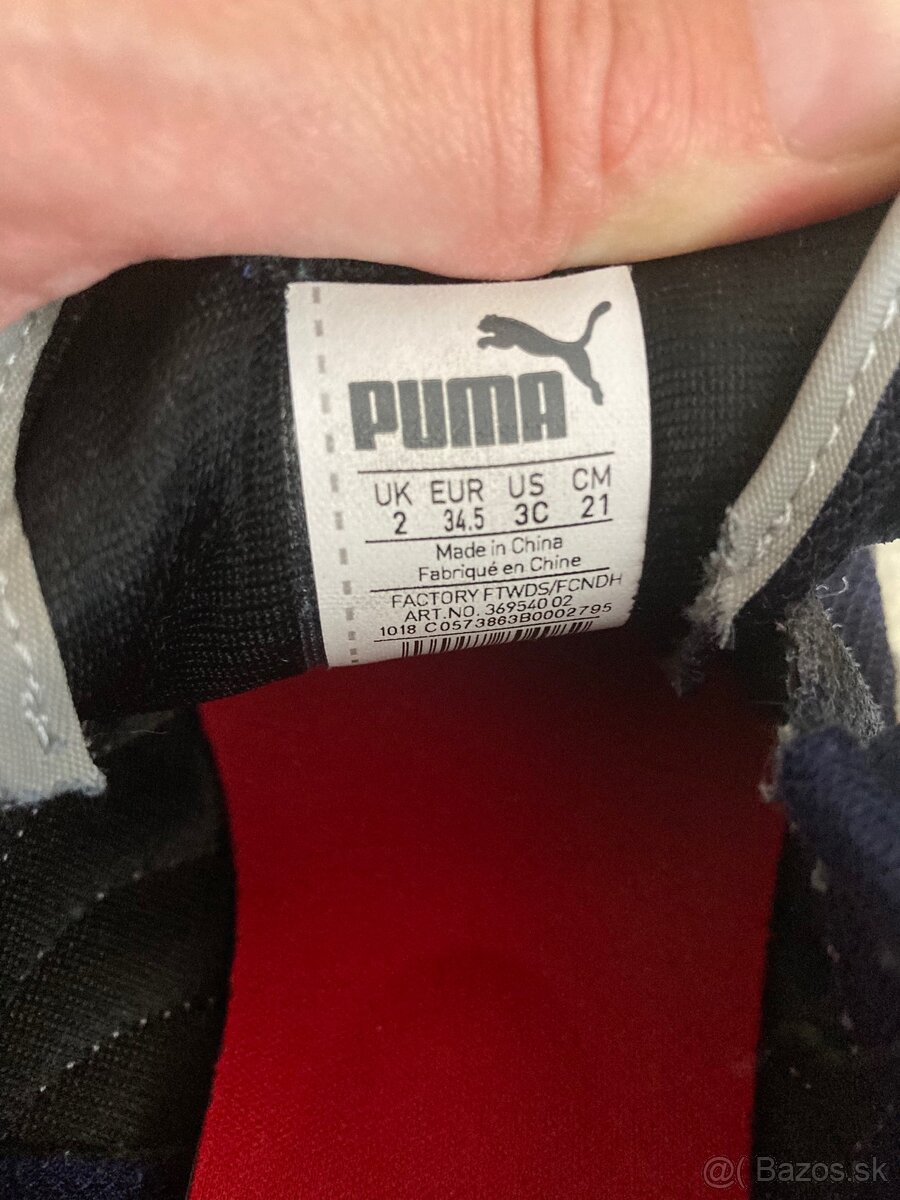 PUMA
UK EUR US CM
2 34.5 3C 21
Made in China
Fabriqué en Chine
FACTORY FTWDS/FCNDH
ART.NO. 369540 02
1018 C0573863B0002795
@( Bazos.sk